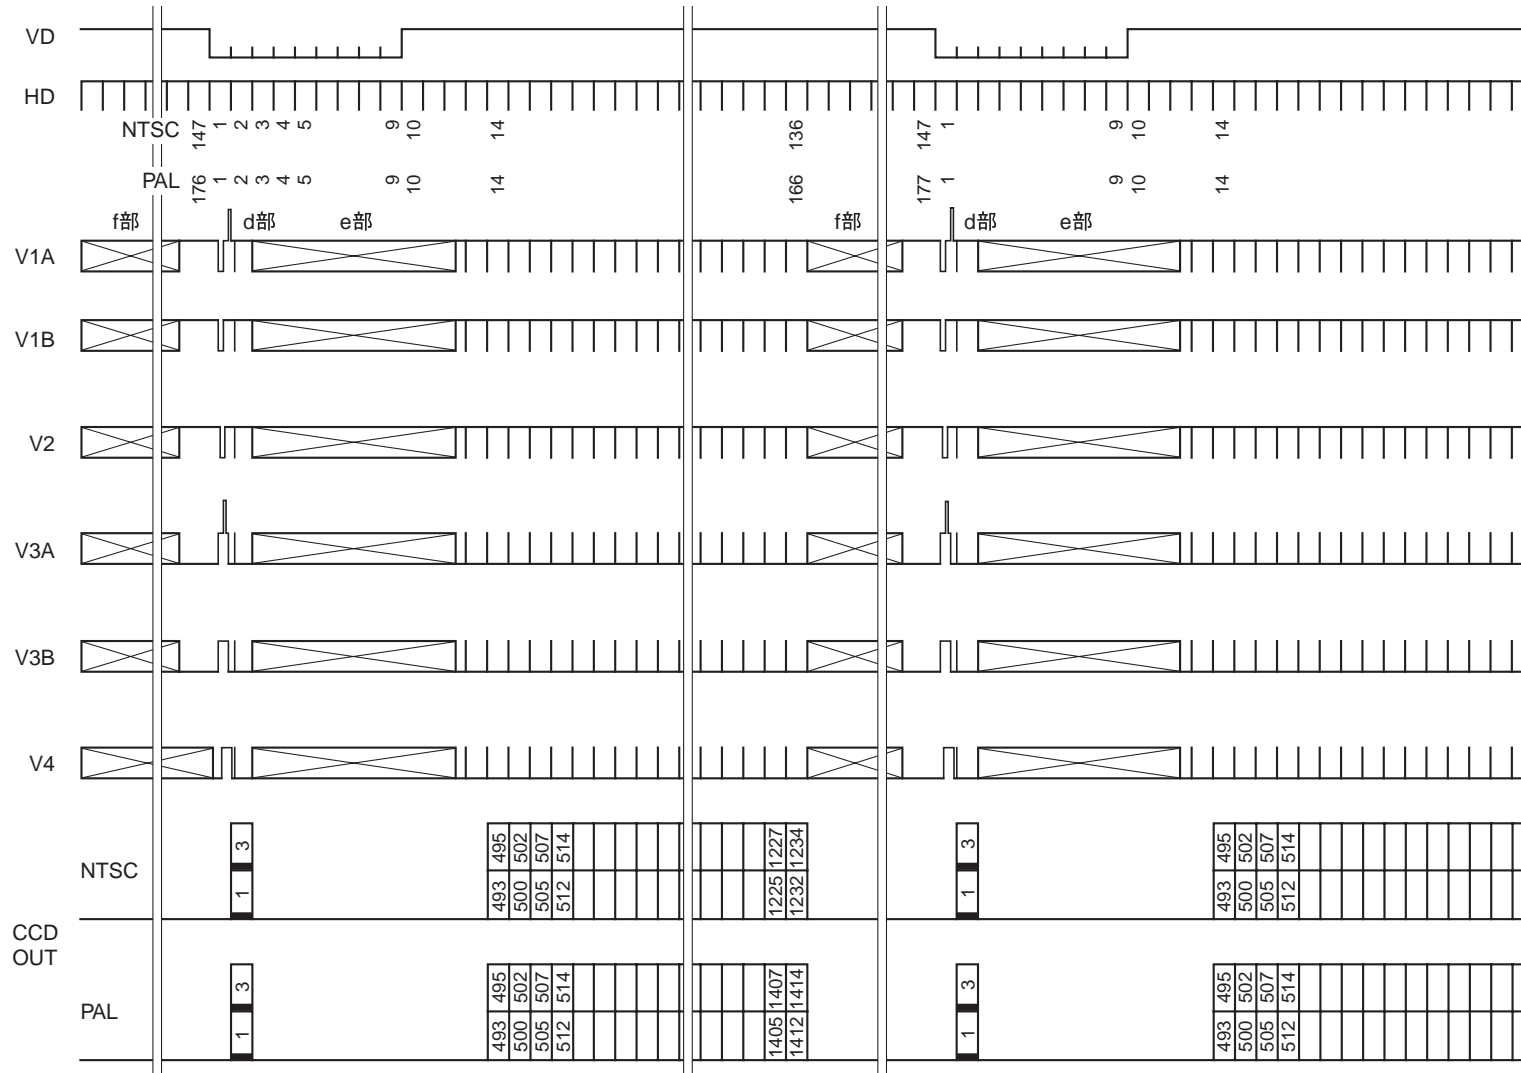 VD
HD
NTSC 147 1 2 3 4 5 9 10 14 136 147 1 9 10 14
PAL 176 1 2 3 4 5 9 10 14 166 177 1 9 10 14
f部 d部 e部 f部 d部 e部
V1A
V1B
V2
V3A
V3B
V4
3 495 502 507 514 1227 1234 3 495 502 507 514
NTSC
1 493 500 505 512 1225 1232 1 493 500 505 512
CCD
OUT
3 495 502 507 514 1407 1414 3 495 502 507 514
PAL
1 493 500 505 512 1405 1412 1 493 500 505 512